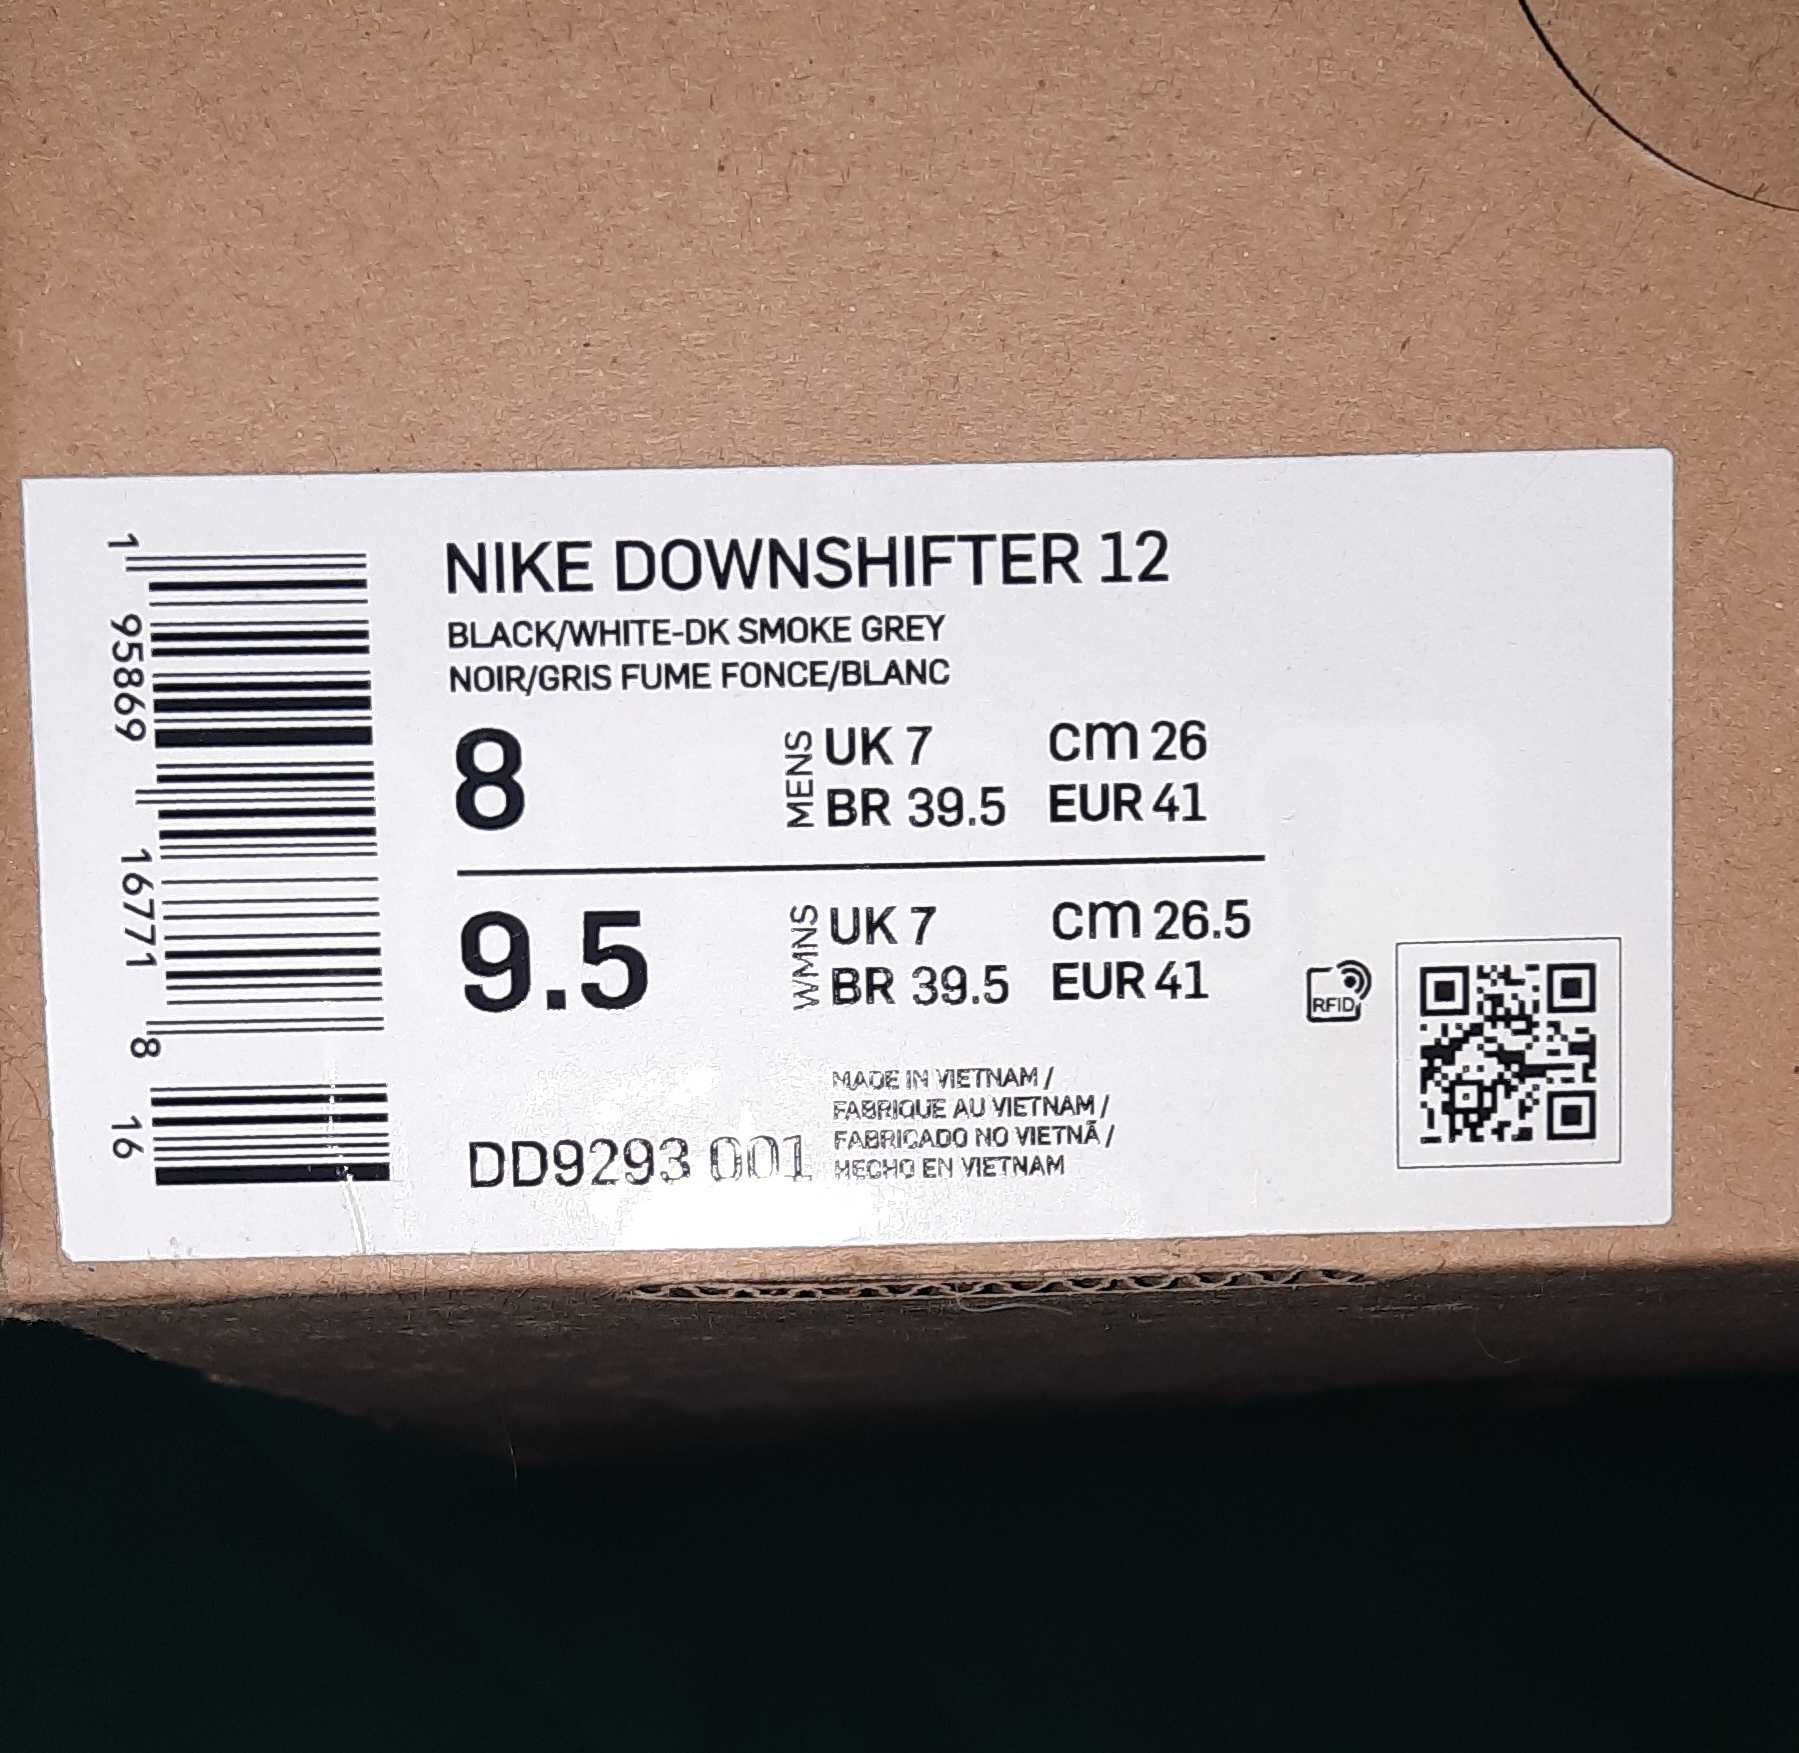 NIKE DOWNSHIFTER 12
BLACK/WHITE-DK SMOKE GREY
NOIR/GRIS FUME FONCE/BLANC
8
MENS
UK 7
cm 26
BR 39.5
EUR 41
9.5
WMNS
UK 7
cm 26.5
BR 39.5
EUR 41
RFID
MADE IN VIETNAM /
FABRIQUE AU VIETNAM /
FABRICADO NO VIETNÃ /
HECHO EN VIETNAM
DD9293 001
1 95869 16771 8 16